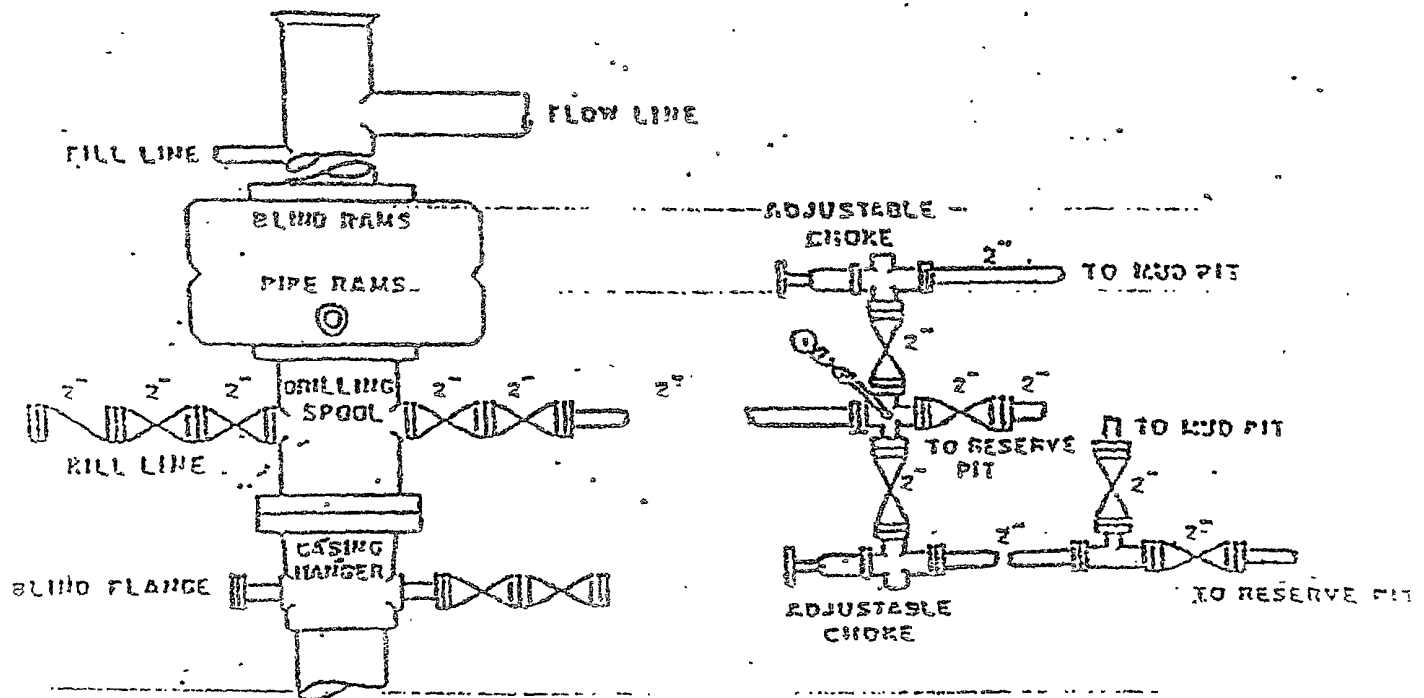 FLOW LINE
FILL LINE
BLIND RAMS
PIPE RAMS
DRILLING
SPOOL
2" 2" 2"
2" 2" 2"
KILL LINE
CASING
HANGER
BLIND FLANGE
ADJUSTABLE
CHOKE
2"
TO MUD PIT
2"
2" 2"
TO RESERVE
PIT
2"
TO MUD PIT
2"
2"
2"
ADJUSTABLE
CHOKE
TO RESERVE PIT